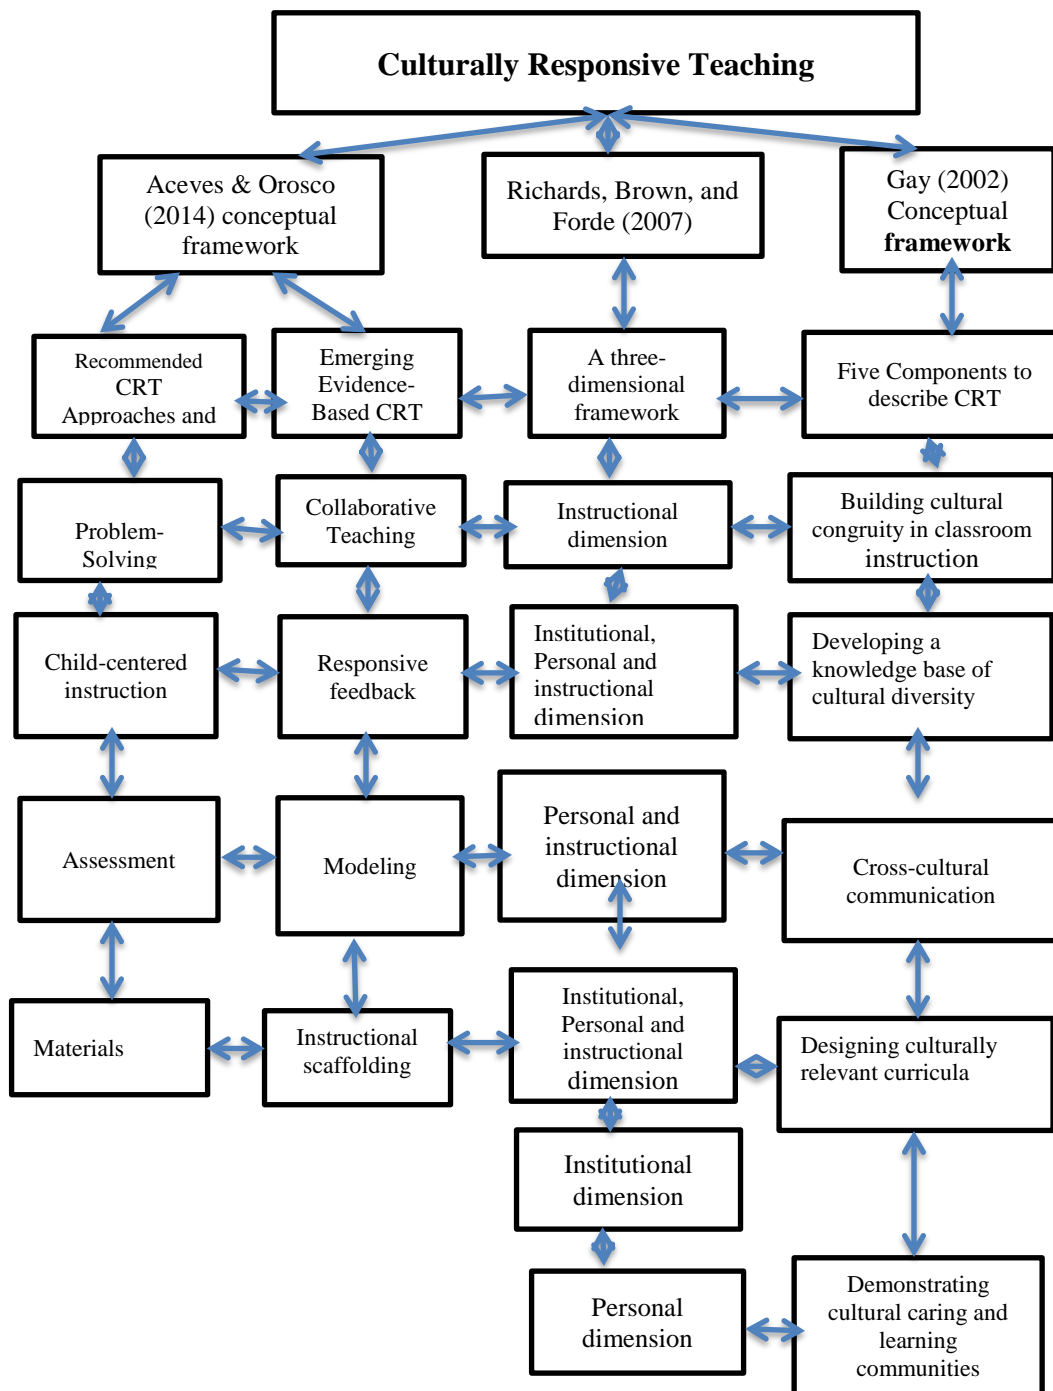 Culturally Responsive Teaching
Aceves & Orosco
(2014) conceptual
framework
Richards, Brown, and
Forde (2007)
Gay (2002)
Conceptual
framework
Recommended
CRT
Approaches and
Emerging
Evidence-
Based CRT
A three-
dimensional
framework
Five Components to
describe CRT
Problem-
Solving
Collaborative
Teaching
Instructional
dimension
Building cultural
congruity in classroom
instruction
Child-centered
instruction
Responsive
feedback
Institutional,
Personal and
instructional
dimension
Developing a
knowledge base of
cultural diversity
Assessment
Modeling
Personal and
instructional
dimension
Cross-cultural
communication
Materials
Instructional
scaffolding
Institutional,
Personal and
instructional
dimension
Designing culturally
relevant curricula
Institutional
dimension
Personal
dimension
Demonstrating
cultural caring and
learning
communities